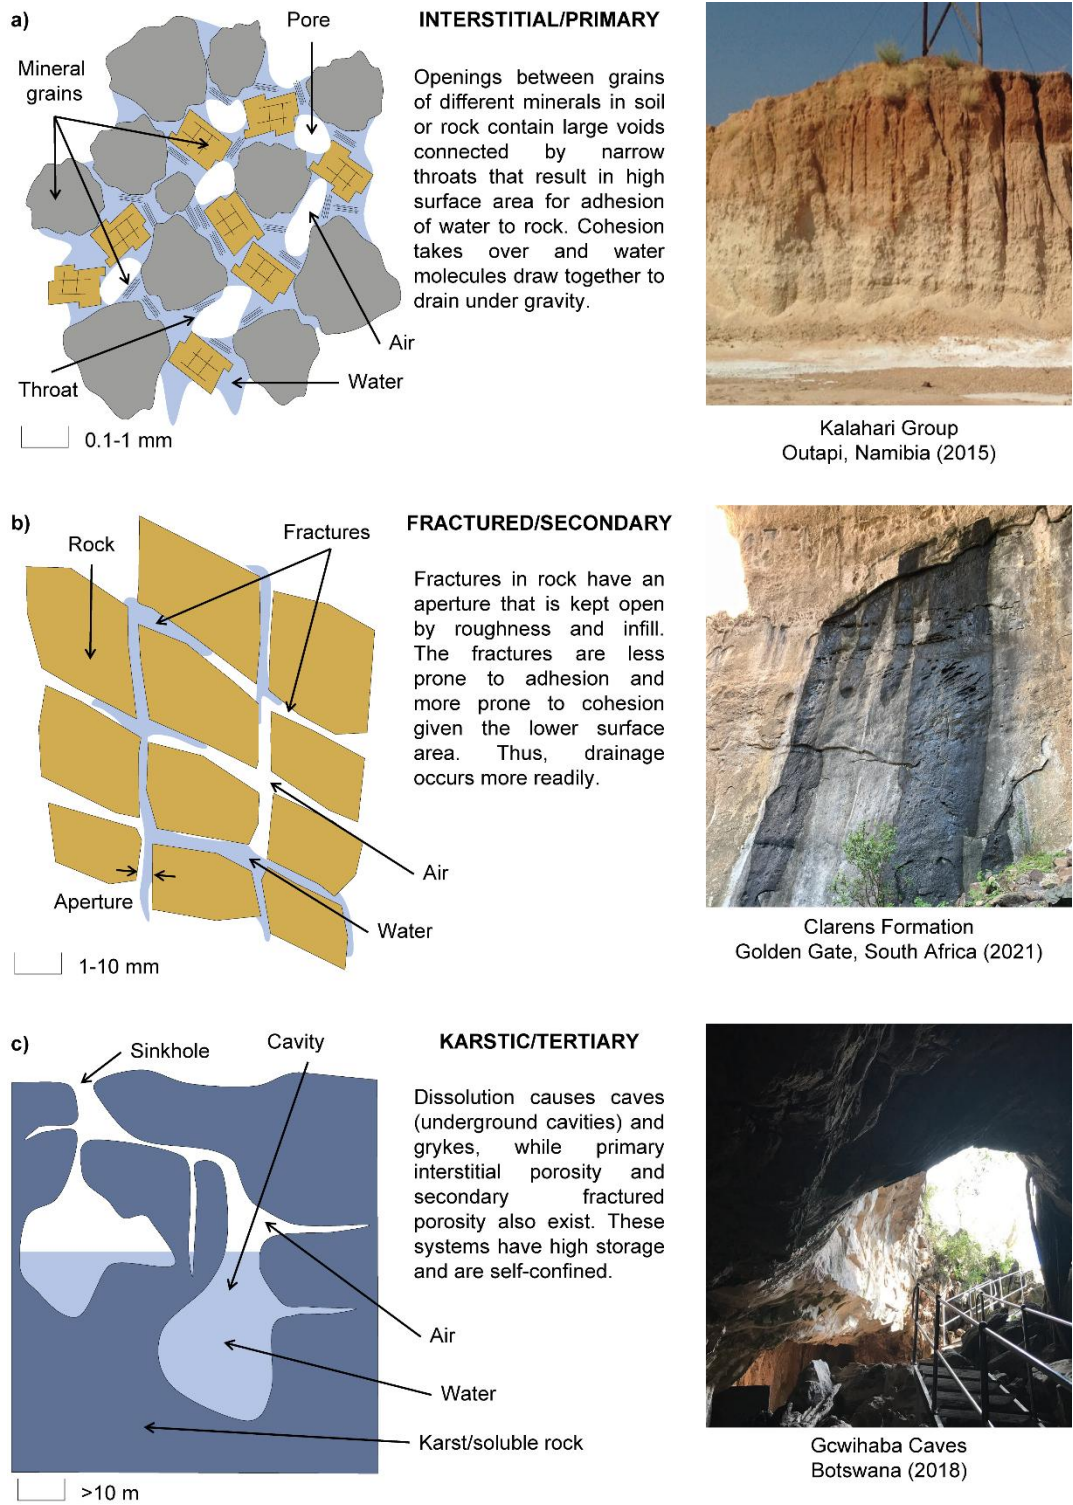 a)
INTERSTITIAL/PRIMARY
Pore
Mineral
grains
Throat
Air
Water
0.1-1 mm
Openings between grains
of different minerals in soil
or rock contain large voids
connected by narrow
throats that result in high
surface area for adhesion
of water to rock. Cohesion
takes over and water
molecules draw together to
drain under gravity.
Kalahari Group
Outapi, Namibia (2015)
b)
FRACTURED/SECONDARY
Rock
Fractures
Aperture
Air
Water
1-10 mm
Fractures in rock have an
aperture that is kept open
by roughness and infill.
The fractures are less
prone to adhesion and
more prone to cohesion
given the lower surface
area. Thus, drainage
occurs more readily.
Clarens Formation
Golden Gate, South Africa (2021)
c)
KARSTIC/TERTIARY
Sinkhole
Cavity
Air
Water
Karst/soluble rock
>10 m
Dissolution causes caves
(underground cavities) and
grykes, while primary
interstitial porosity and
secondary fractured
porosity also exist. These
systems have high storage
and are self-confined.
Gcwihaba Caves
Botswana (2018)